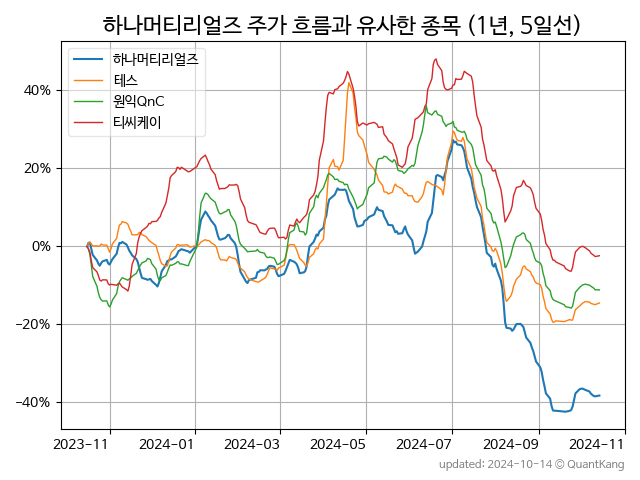 하나머티리얼즈 주가 흐름과 유사한 종목 (1년, 5일선)
하나머티리얼즈
테스
원익QnC
티씨케이
40%
20%
0%
−20%
−40%
2023-11 2024-01 2024-03 2024-05 2024-07 2024-09 2024-11
updated: 2024-10-14 © QuantKang